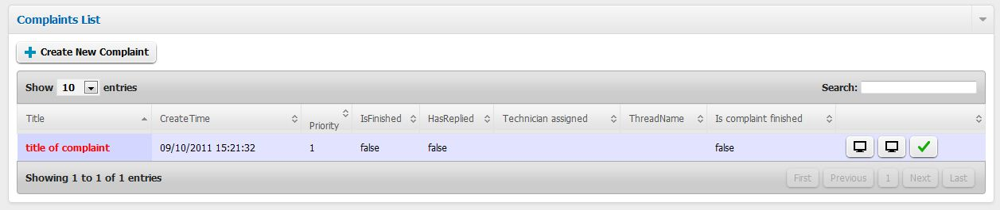 Complaints List
Create New Complaint
Show 10 entries Search:
Title CreateTime Priority IsFinished HasReplied Technician assigned ThreadName Is complaint finished
title of complaint 09/10/2011 15:21:32 1 false false false
Showing 1 to 1 of 1 entries First Previous 1 Next Last